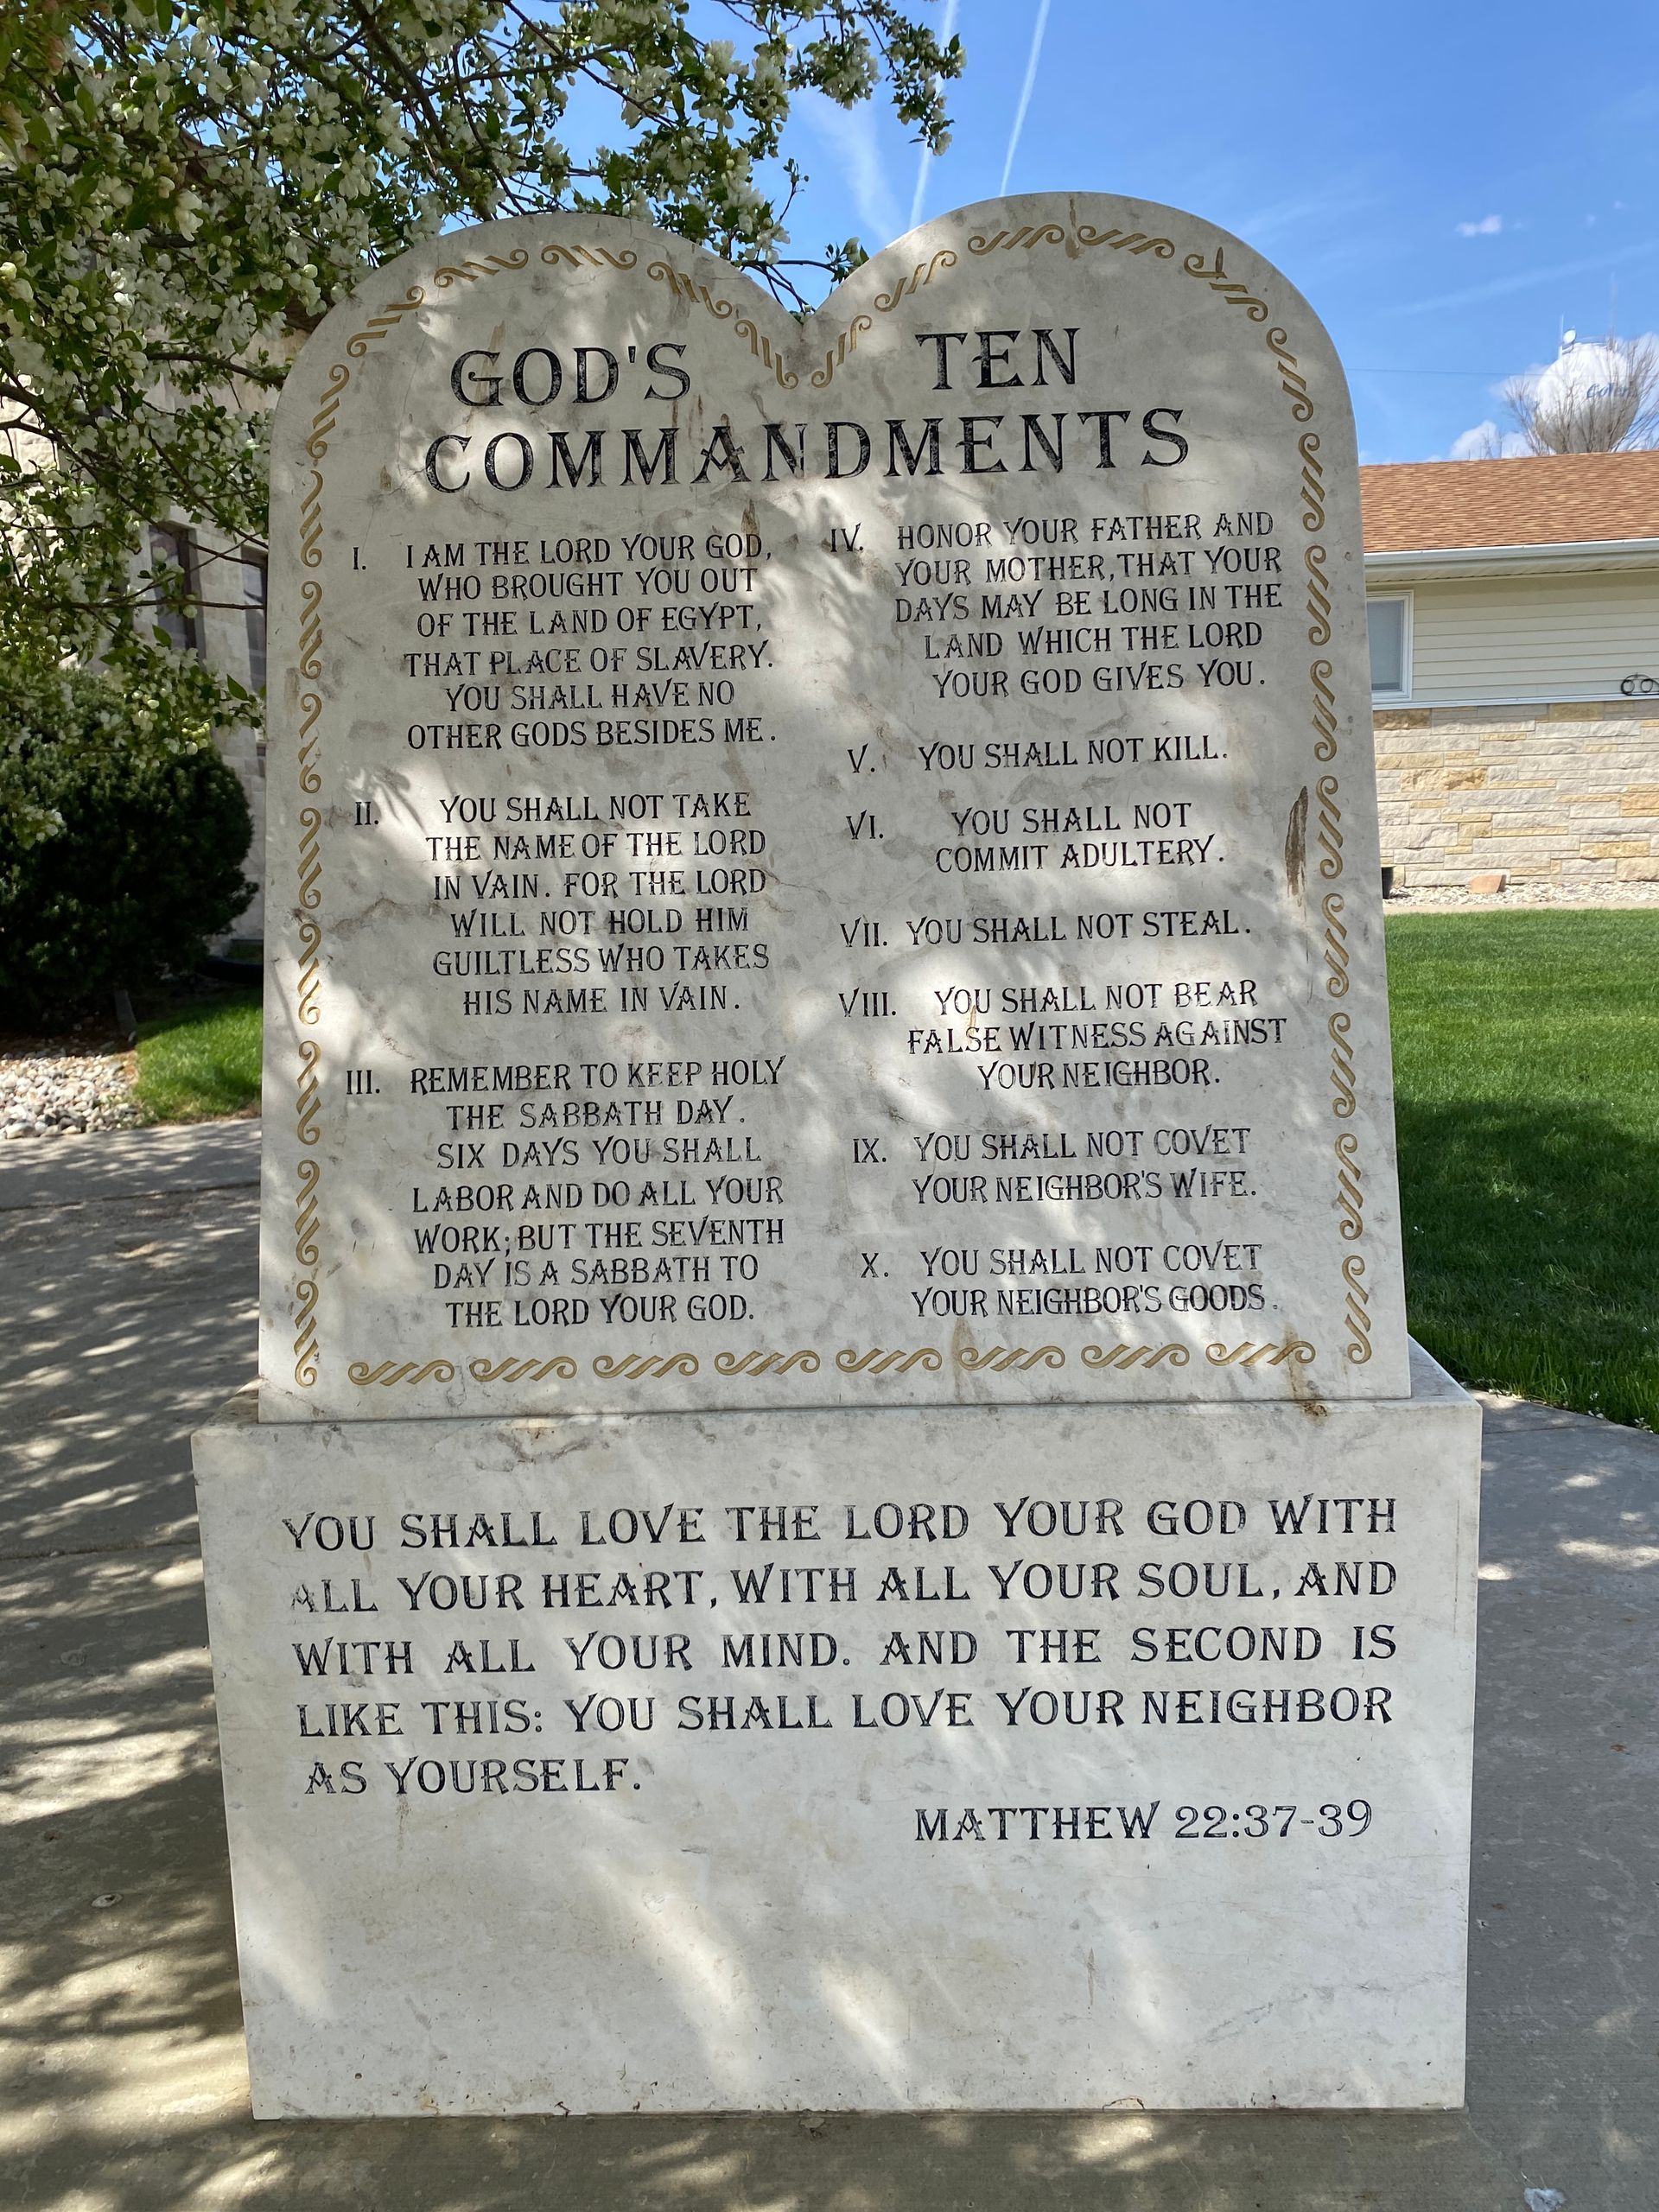 GOD'S TEN
COMMANDMENTS
I. I AM THE LORD YOUR GOD,
WHO BROUGHT YOU OUT
OF THE LAND OF EGYPT,
THAT PLACE OF SLAVERY.
YOU SHALL HAVE NO
OTHER GODS BESIDES ME.
II. YOU SHALL NOT TAKE
THE NAME OF THE LORD
IN VAIN. FOR THE LORD
WILL NOT HOLD HIM
GUILTLESS WHO TAKES
HIS NAME IN VAIN.
III. REMEMBER TO KEEP HOLY
THE SABBATH DAY.
SIX DAYS YOU SHALL
LABOR AND DO ALL YOUR
WORK; BUT THE SEVENTH
DAY IS A SABBATH TO
THE LORD YOUR GOD.
IV. HONOR YOUR FATHER AND
YOUR MOTHER, THAT YOUR
DAYS MAY BE LONG IN THE
LAND WHICH THE LORD
YOUR GOD GIVES YOU.
V. YOU SHALL NOT KILL.
VI. YOU SHALL NOT
COMMIT ADULTERY.
VII. YOU SHALL NOT STEAL.
VIII. YOU SHALL NOT BEAR
FALSE WITNESS AGAINST
YOUR NEIGHBOR.
IX. YOU SHALL NOT COVET
YOUR NEIGHBOR'S WIFE.
X. YOU SHALL NOT COVET
YOUR NEIGHBOR'S GOODS.
YOU SHALL LOVE THE LORD YOUR GOD WITH
ALL YOUR HEART, WITH ALL YOUR SOUL, AND
WITH ALL YOUR MIND. AND THE SECOND IS
LIKE THIS: YOU SHALL LOVE YOUR NEIGHBOR
AS YOURSELF.
MATTHEW 22:37-39